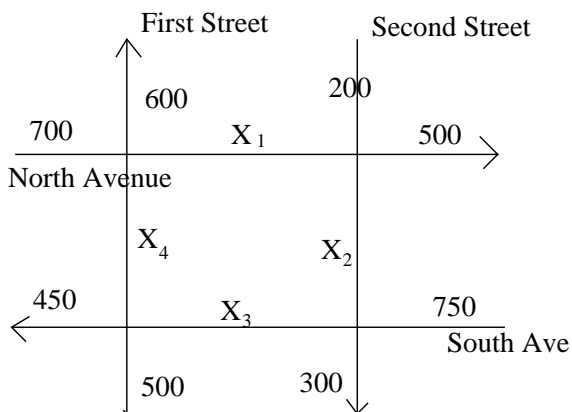 First Street Second Street
600 200
700 X₁ 500
North Avenue
X₄ X₂
450 X₃ 750
South Ave
500 300